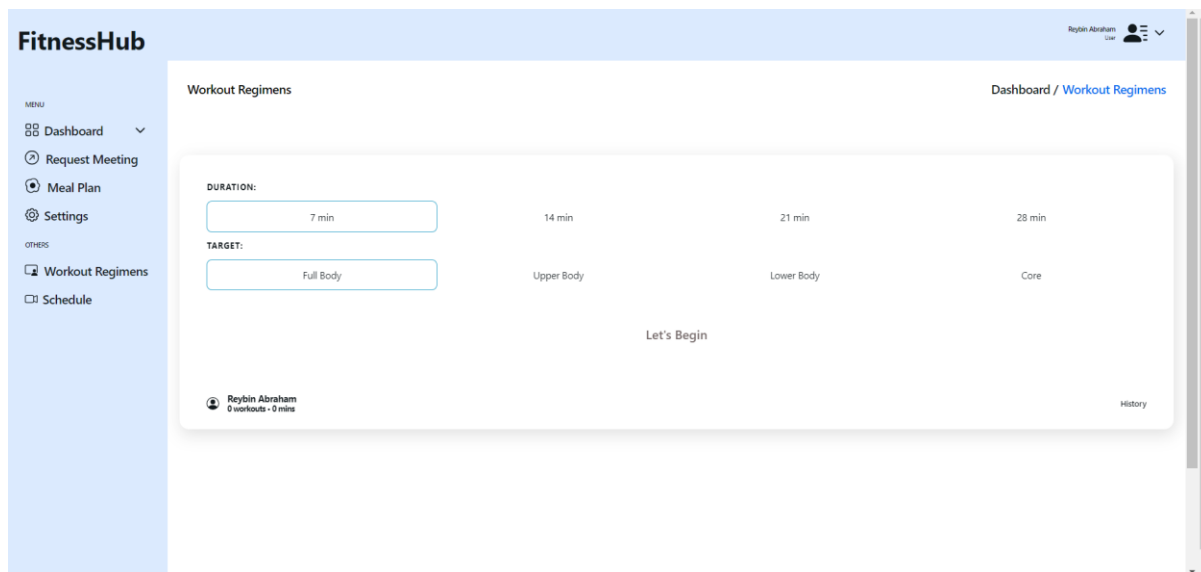 FitnessHub
Reybin Abraham
User
MENU
Dashboard
Request Meeting
Meal Plan
Settings
OTHERS
Workout Regimens
Schedule
Workout Regimens
Dashboard / Workout Regimens
DURATION:
7 min 14 min 21 min 28 min
TARGET:
Full Body Upper Body Lower Body Core
Let's Begin
Reybin Abraham
0 workouts - 0 mins
History